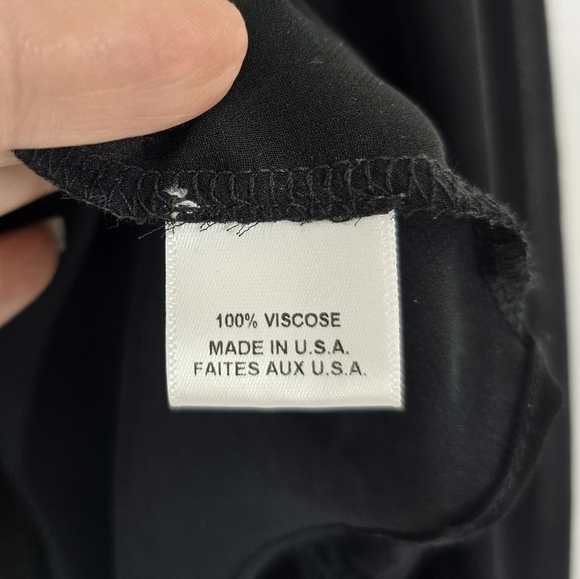 100% VISCOSE
MADE IN U.S.A.
FAITES AUX U.S.A.